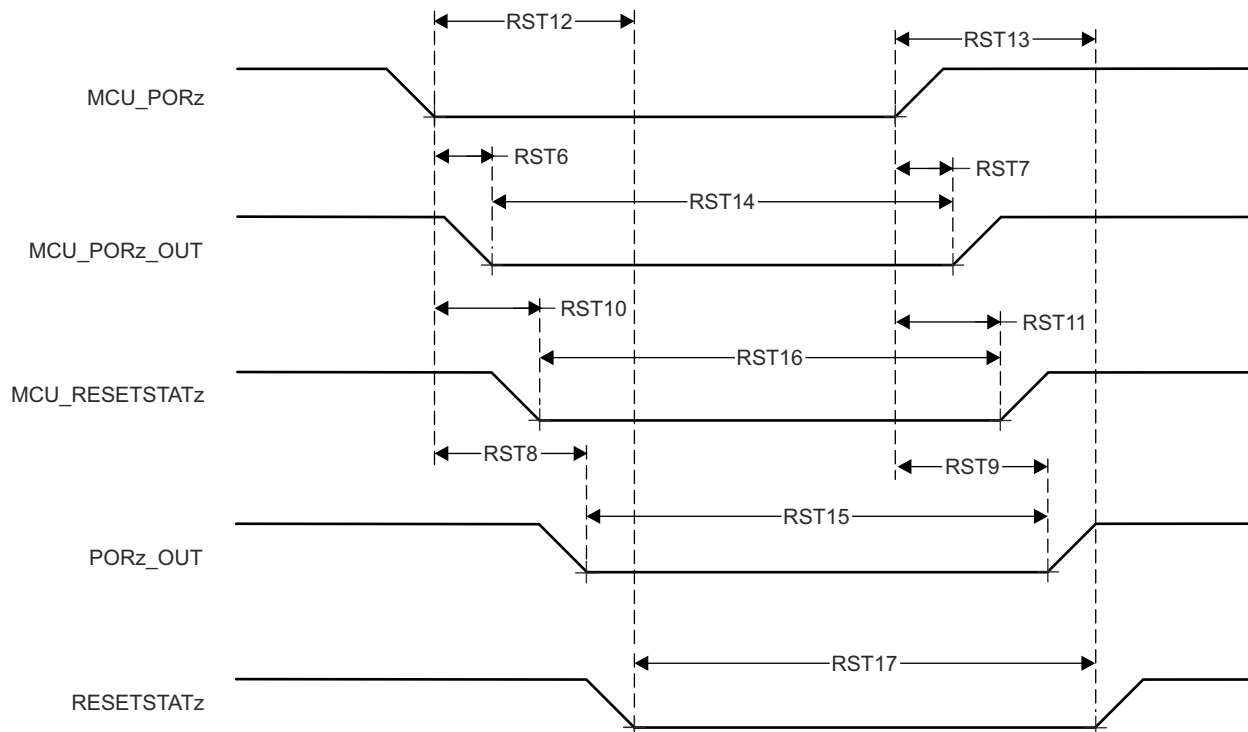 RST12
RST13
MCU_PORz
RST6
RST7
RST14
MCU_PORz_OUT
RST10
RST11
RST16
MCU_RESETSTATz
RST8
RST9
RST15
PORz_OUT
RST17
RESETSTATz